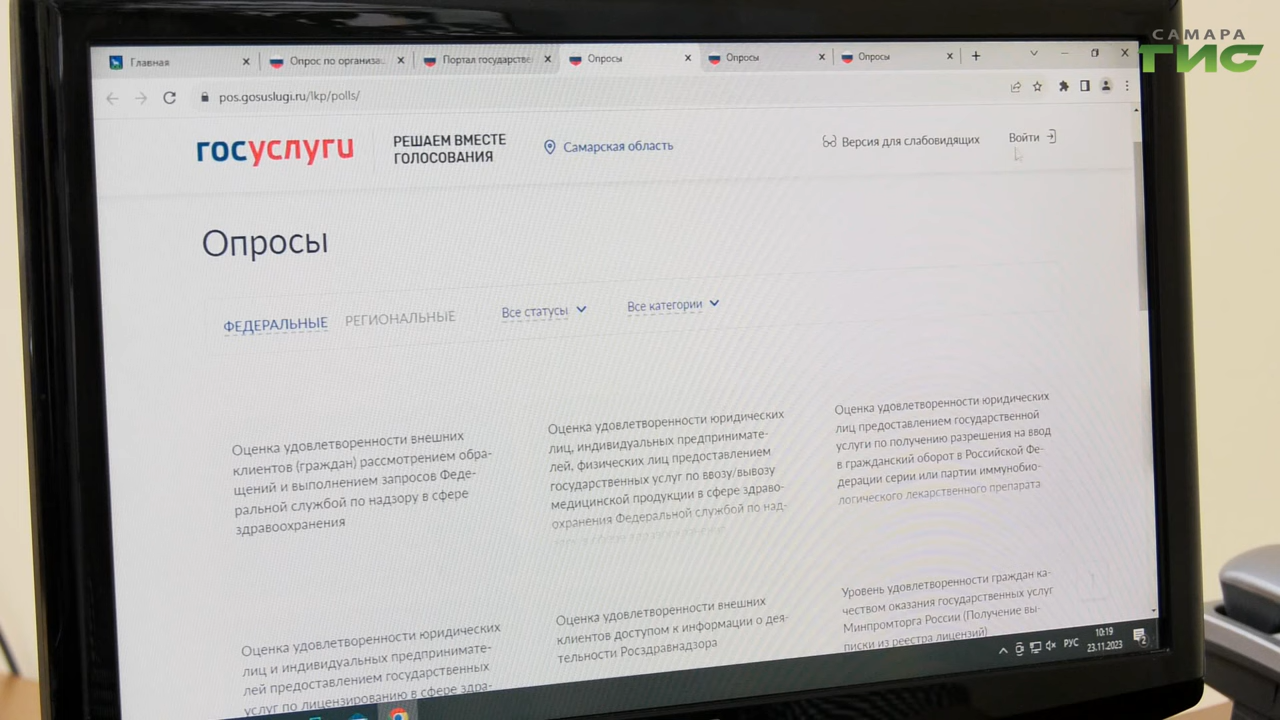 САМАРА
ТИС
Главная
Опрос по организац
Портал государстве
Опросы
Опросы
Опросы
pos.gosuslugi.ru/lkp/polls/
госуслуги
РЕШАЕМ ВМЕСТЕ
ГОЛОСОВАНИЯ
Самарская область
Версия для слабовидящих
Войти
Опросы
ФЕДЕРАЛЬНЫЕ
РЕГИОНАЛЬНЫЕ
Все статусы
Все категории
Оценка удовлетворенности внешних
клиентов (граждан) рассмотрением обра-
щений и выполнением запросов Феде-
ральной службой по надзору в сфере
здравоохранения
Оценка удовлетворенности юридических
лиц, индивидуальных предпринимате-
лей, физических лиц предоставлением
государственных услуг по ввозу/вывозу
медицинской продукции в сфере здраво-
охранения Федеральной службой по над-
Оценка удовлетворенности юридических
лиц предоставлением государственной
услуги по получению разрешения на ввод
в гражданский оборот в Российской Фе-
дерации серии или партии иммунобио-
логического лекарственного препарата
Оценка удовлетворенности юридических
лиц и индивидуальных предпринимате-
лей предоставлением государственных
услуг по лицензированию в сфере здра-
Оценка удовлетворенности внешних
клиентов доступом к информации о дея-
тельности Росздравнадзора
Уровень удовлетворенности граждан ка-
чеством оказания государственных услуг
Минпромторга России (Получение вы-
писки из реестра лицензий)
РУС
10:19
23.11.2023
2